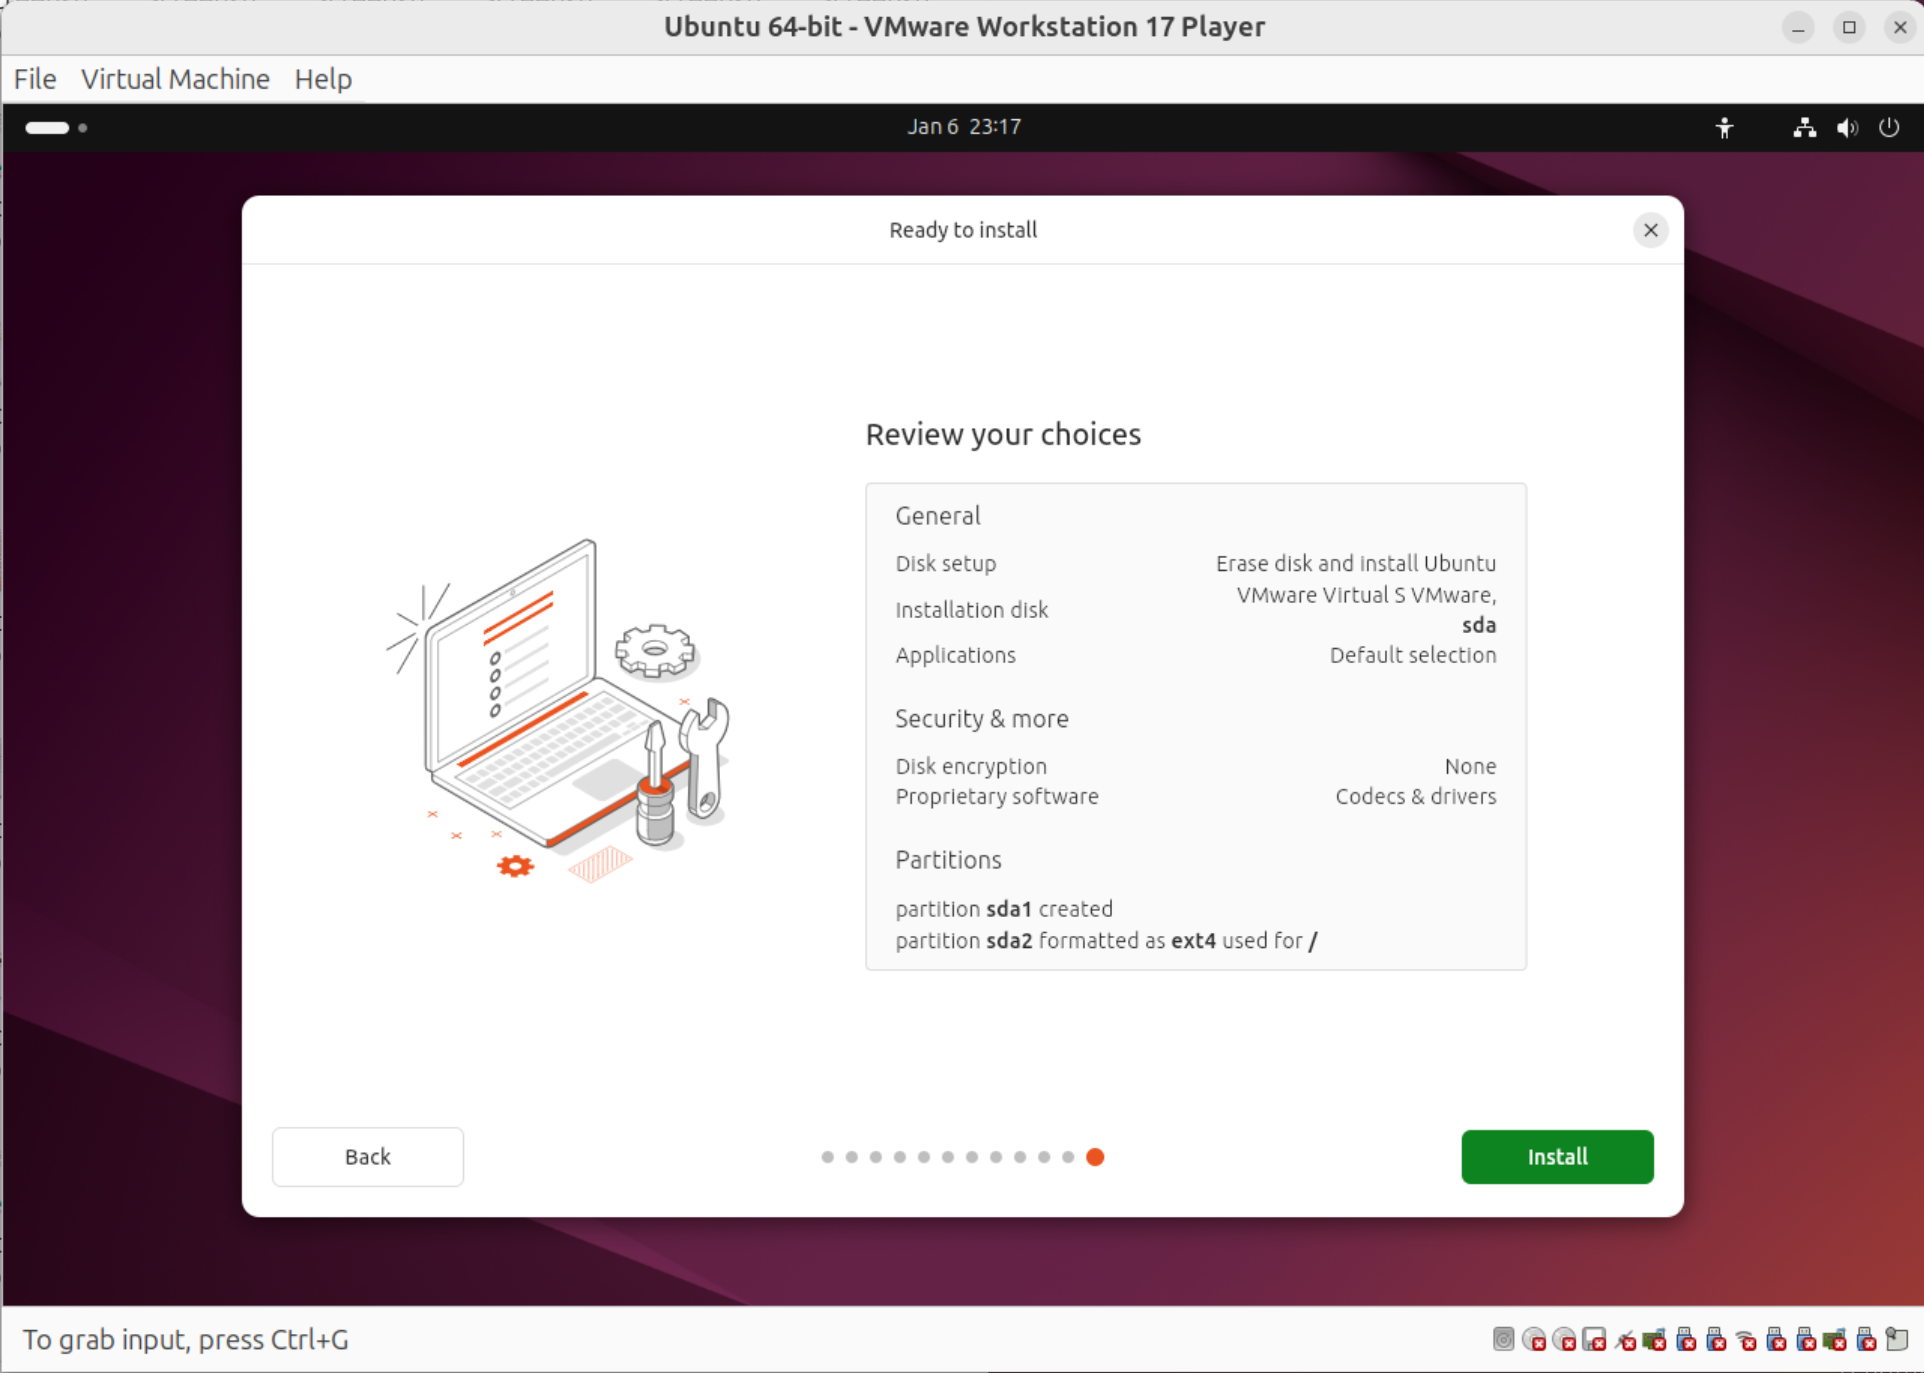 Ubuntu 64-bit - VMware Workstation 17 Player
File Virtual Machine Help
Jan 6 23:17
Ready to install
Review your choices
General
Disk setup Erase disk and install Ubuntu
Installation disk VMware Virtual S VMware, sda
Applications Default selection
Security & more
Disk encryption None
Proprietary software Codecs & drivers
Partitions
partition sda1 created
partition sda2 formatted as ext4 used for /
Back Install
To grab input, press Ctrl+G